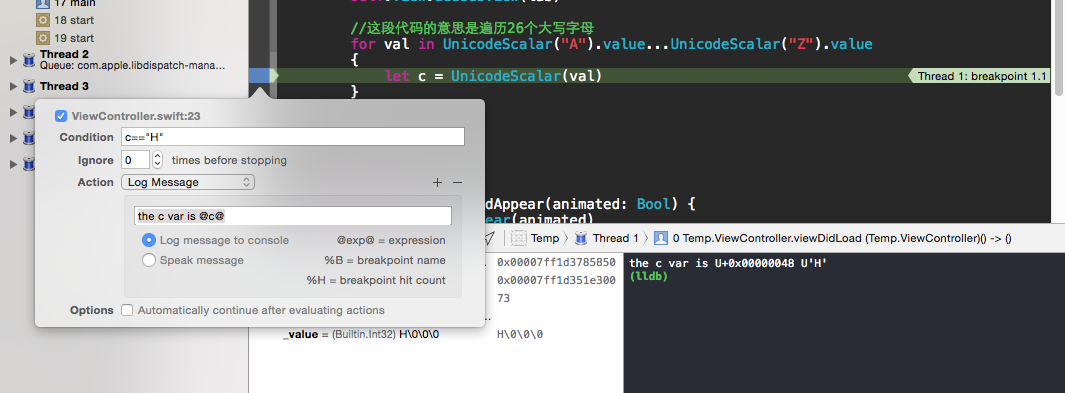 17 main
18 start
19 start
Thread 2
Queue: com.apple.libdispatch-mana...
Thread 3
//这段代码的意思是遍历26个大写字母
for val in UnicodeScalar("A").value...UnicodeScalar("Z").value
{
let c = UnicodeScalar(val)
Thread 1: breakpoint 1.1
}
ViewController.swift:23
Condition
c=="H"
Ignore
0
times before stopping
Action
Log Message
the c var is @c@
Log message to console
@exp@ = expression
Speak message
%B = breakpoint name
%H = breakpoint hit count
Options
Automatically continue after evaluating actions
dAppear(animated: Bool) {
ear(animated)
Temp
Thread 1
0 Temp.ViewController.viewDidLoad (Temp.ViewController)() -> ()
0x00007ff1d3785850
0x00007ff1d351e300
73
_value = (Builtin.Int32) H\0\0\0
H\0\0\0
the c var is U+0x00000048 U'H'
(lldb)